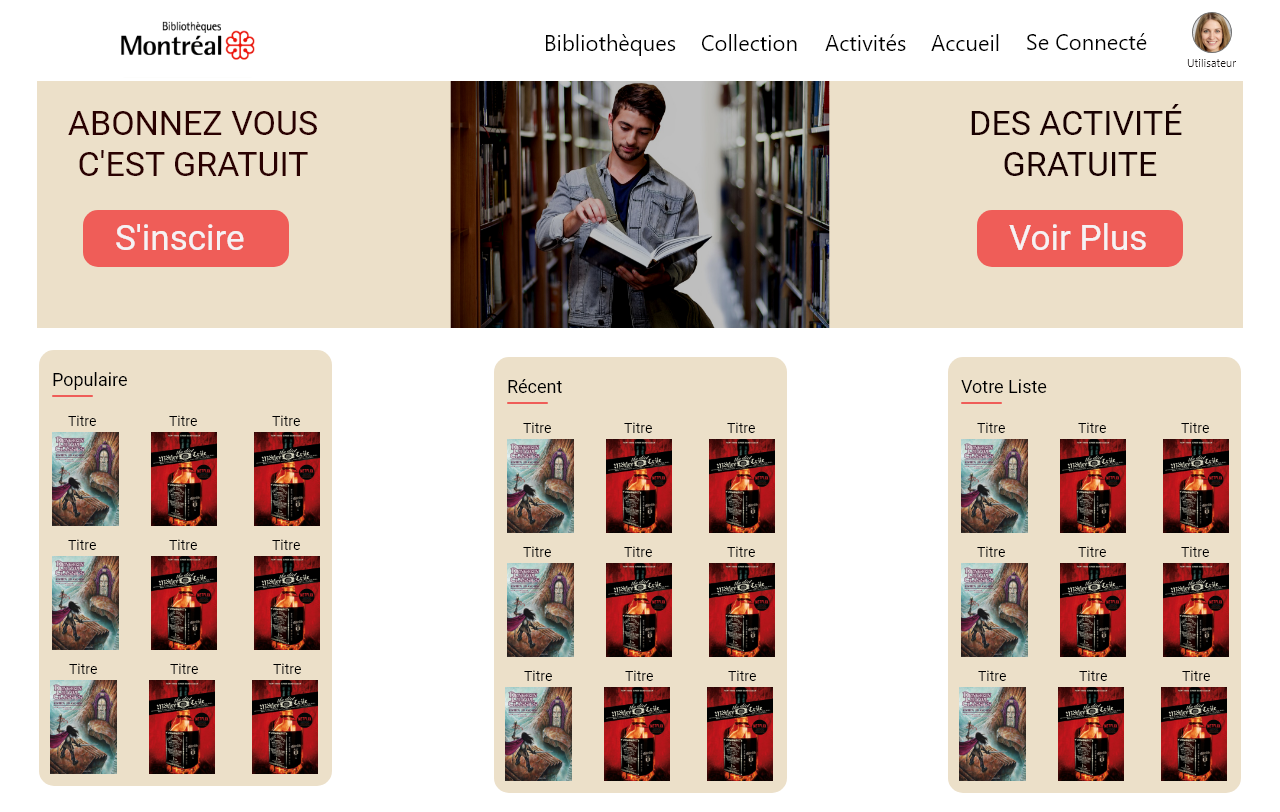 Bibliothèques
Montréal
Bibliothèques Collection Activités Accueil Se Connecté
Utilisateur
ABONNEZ VOUS
C'EST GRATUIT
S'inscire
DES ACTIVITÉ
GRATUITE
Voir Plus
Populaire
Titre Titre Titre
Titre Titre Titre
Titre Titre Titre
Récent
Titre Titre Titre
Titre Titre Titre
Titre Titre Titre
Votre Liste
Titre Titre Titre
Titre Titre Titre
Titre Titre Titre